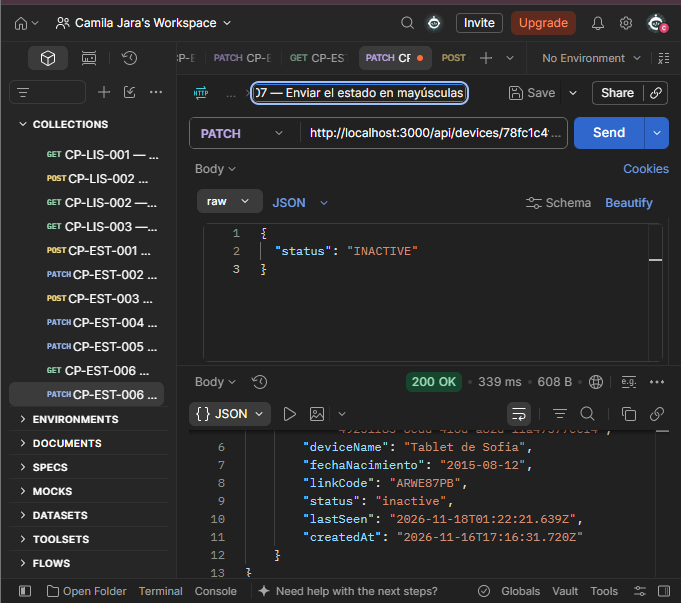 Camila Jara's Workspace
Invite
Upgrade
PATCH CP-E
GET CP-ES
PATCH CF
POST
No Environment
HTTP
...
07 — Enviar el estado en mayúsculas
Save
Share
COLLECTIONS
GET CP-LIS-001 — ...
POST CP-LIS-002 ...
GET CP-LIS-002 —...
GET CP-LIS-003 —...
POST CP-EST-001 ...
PATCH CP-EST-002 ...
POST CP-EST-003 ...
PATCH CP-EST-004 ...
PATCH CP-EST-005 ...
GET CP-EST-006 ...
PATCH CP-EST-006 ...
ENVIRONMENTS
DOCUMENTS
SPECS
MOCKS
DATASETS
TOOLSETS
FLOWS
PATCH
http://localhost:3000/api/devices/78fc1c4
Send
Body
Cookies
raw
JSON
Schema
Beautify
1 {
2 "status": "INACTIVE"
3 }
Body
200 OK
339 ms
608 B
e.g.
{} JSON
6 "deviceName": "Tablet de Sofia",
7 "fechaNacimiento": "2015-08-12",
8 "linkCode": "ARWE87PB",
9 "status": "inactive",
10 "lastSeen": "2026-11-18T01:22:21.639Z",
11 "createdAt": "2026-11-16T17:16:31.720Z"
12 }
13 }
Open Folder
Terminal
Console
Need help with the next steps?
Globals
Vault
Tools